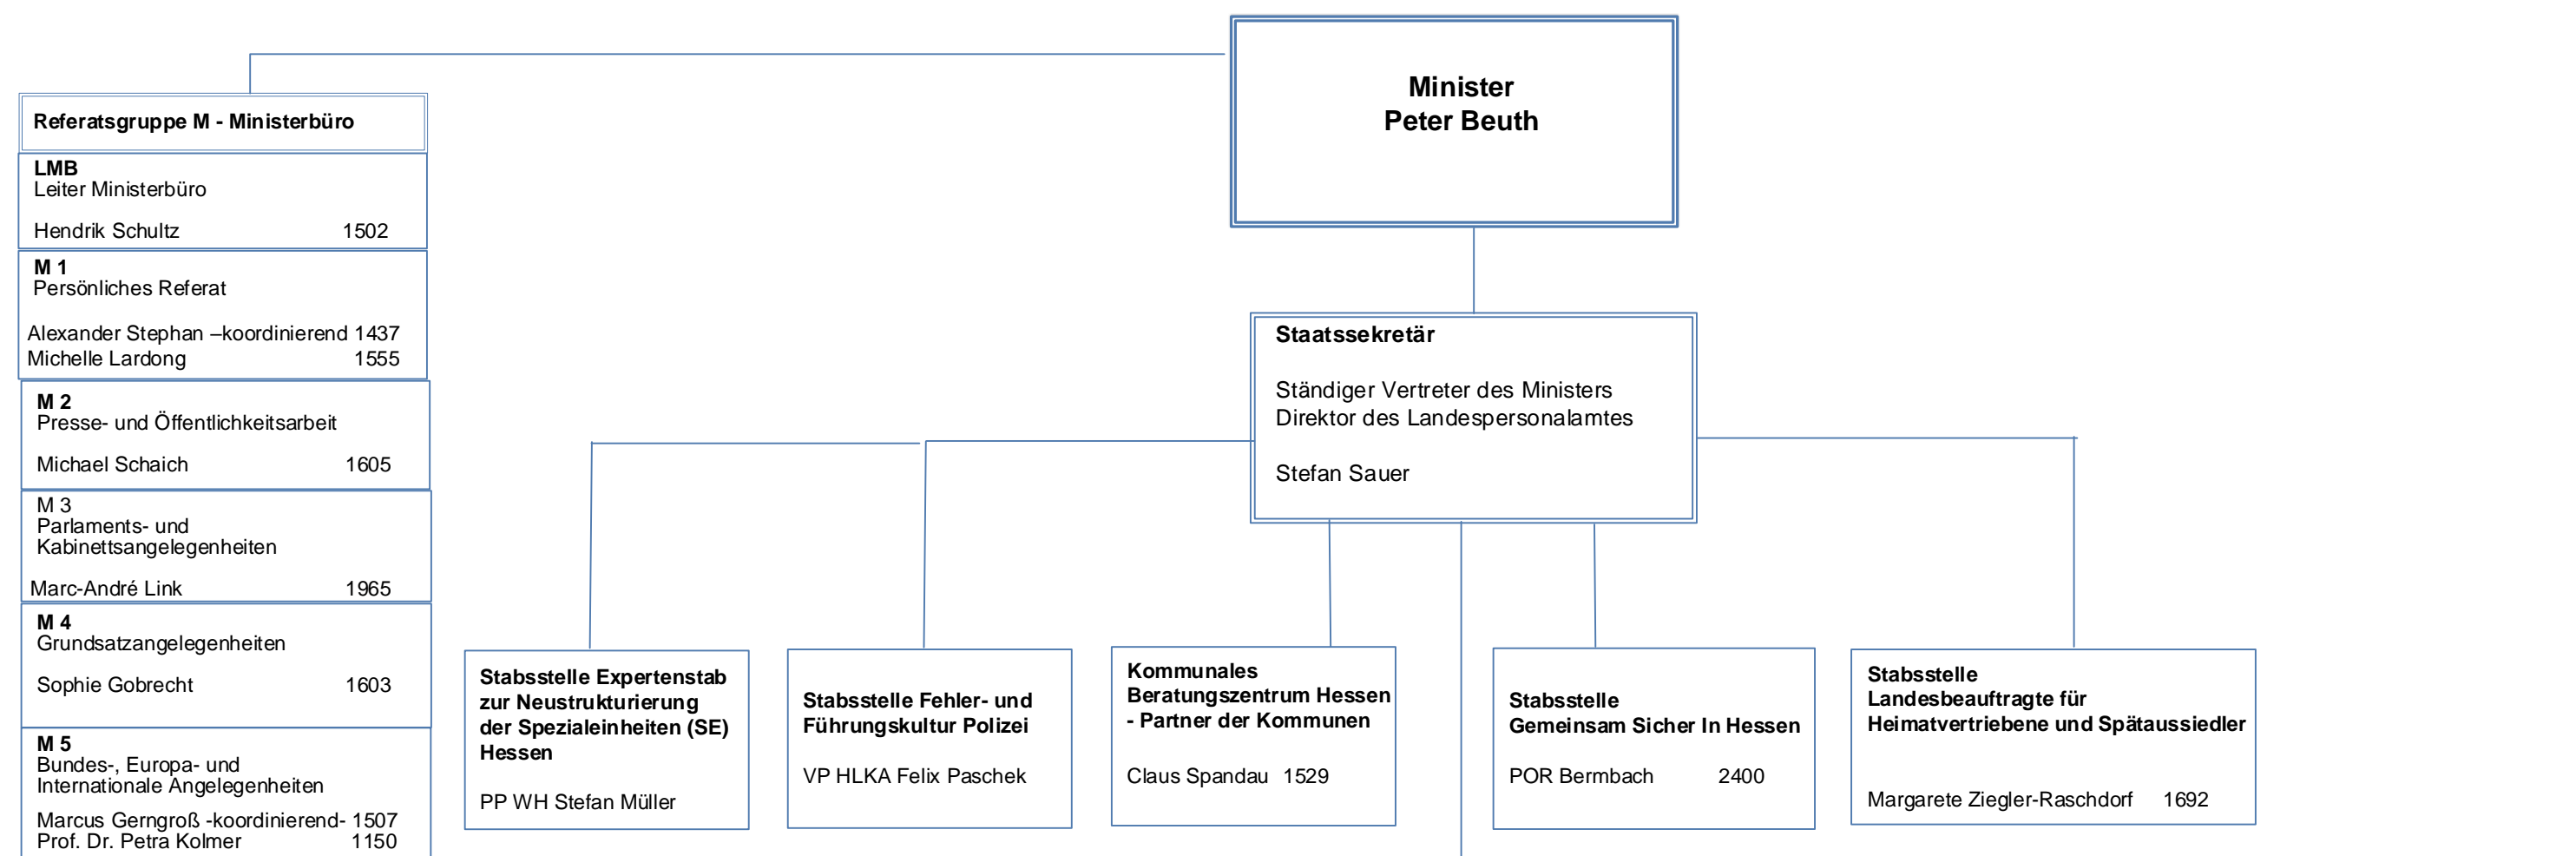 Minister
Peter Beuth
Referatsgruppe M - Ministerbüro
LMB
Leiter Ministerbüro
Hendrik Schultz 1502
M 1
Persönliches Referat
Alexander Stephan –koordinierend 1437
Michelle Lardong 1555
M 2
Presse- und Öffentlichkeitsarbeit
Michael Schaich 1605
M 3
Parlaments- und
Kabinettsangelegenheiten
Marc-André Link 1965
M 4
Grundsatzangelegenheiten
Sophie Gobrecht 1603
M 5
Bundes-, Europa- und
Internationale Angelegenheiten
Marcus Gerngroß -koordinierend- 1507
Prof. Dr. Petra Kolmer 1150
Staatssekretär
Ständiger Vertreter des Ministers
Direktor des Landespersonalamtes
Stefan Sauer
Stabsstelle Expertenstab
zur Neustrukturierung
der Spezialeinheiten (SE)
Hessen
PP WH Stefan Müller
Stabsstelle Fehler- und
Führungskultur Polizei
VP HLKA Felix Paschek
Kommunales
Beratungszentrum Hessen
- Partner der Kommunen
Claus Spandau 1529
Stabsstelle
Gemeinsam Sicher In Hessen
POR Bermbach 2400
Stabsstelle
Landesbeauftragte für
Heimatvertriebene und Spätaussiedler
Margarete Ziegler-Raschdorf 1692